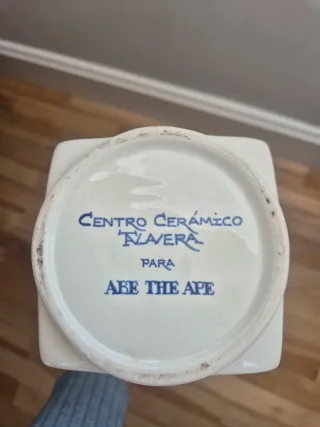 CENTRO CERÁMICO
TALAVERA
PARA
ABE THE APE